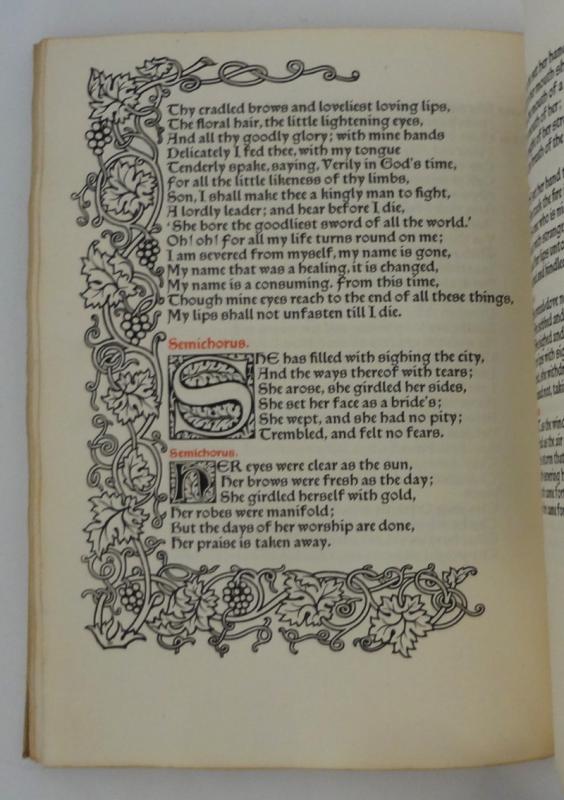 Thy cradled brows and loveliest loving lips,
The floral hair, the little lightening eyes,
And all thy goodly glory; with mine hands
Delicately I fed thee, with my tongue
Tenderly spake, saying, Verily in God's time,
For all the little likeness of thy limbs,
Son, I shall make thee a kingly man to fight,
A lordly leader; and hear before I die,
'She bore the goodliest sword of all the world.'
Oh! oh! for all my life turns round on me;
I am severed from myself, my name is gone,
My name that was a healing, it is changed,
My name is a consuming. From this time,
Though mine eyes reach to the end of all these things,
My lips shall not unfasten till I die.
Semichorus.
SHE has filled with sighing the city,
And the ways thereof with tears;
She arose, she girdled her sides,
She set her face as a bride's;
She wept, and she had no pity;
Trembled, and felt no fears.
Semichorus.
HER eyes were clear as the sun,
Her brows were fresh as the day;
She girdled herself with gold,
Her robes were manifold;
But the days of her worship are done,
Her praise is taken away.